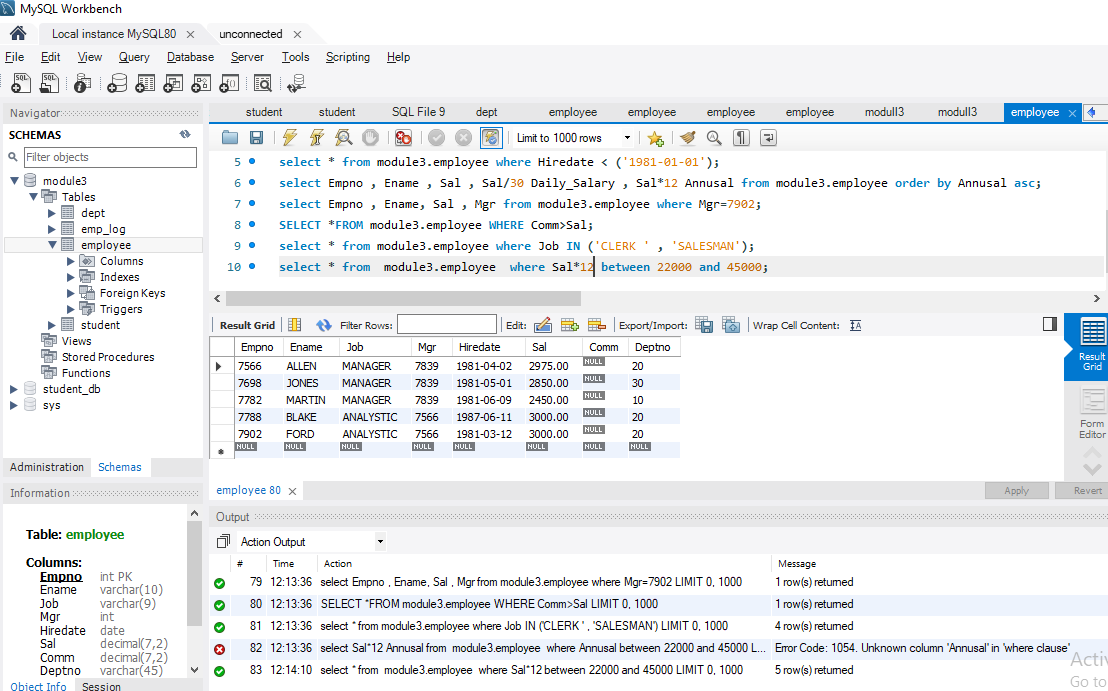 MySQL Workbench
Local instance MySQL80 × unconnected ×
File Edit View Query Database Server Tools Scripting Help
Navigator
SCHEMAS
Filter objects
module3
Tables
dept
emp_log
employee
Columns
Indexes
Foreign Keys
Triggers
student
Views
Stored Procedures
Functions
student_db
sys
Administration Schemas
Information
Table: employee
Columns:
Empno int PK
Ename varchar(10)
Job varchar(9)
Mgr int
Hiredate date
Sal decimal(7,2)
Comm decimal(7,2)
Deptno varchar(45)
Object Info Session
student student SQL File 9 dept employee employee employee employee modull3 modull3 employee ×
Limit to 1000 rows
5 select * from module3.employee where Hiredate < ('1981-01-01');
6 select Empno , Ename , Sal , Sal/30 Daily_Salary , Sal*12 Annusal from module3.employee order by Annusal asc;
7 select Empno , Ename, Sal , Mgr from module3.employee where Mgr=7902;
8 SELECT *FROM module3.employee WHERE Comm>Sal;
9 select * from module3.employee where Job IN ('CLERK ' , 'SALESMAN');
10 select * from  module3.employee  where Sal*12 between 22000 and 45000;
Result Grid Filter Rows: Edit: Export/Import: Wrap Cell Content:
Empno Ename Job Mgr Hiredate Sal Comm Deptno
7566 ALLEN MANAGER 7839 1981-04-02 2975.00 NULL 20
7698 JONES MANAGER 7839 1981-05-01 2850.00 NULL 30
7782 MARTIN MANAGER 7839 1981-06-09 2450.00 NULL 10
7788 BLAKE ANALYSTIC 7566 1987-06-11 3000.00 NULL 20
7902 FORD ANALYSTIC 7566 1981-03-12 3000.00 NULL 20
NULL NULL NULL NULL NULL NULL NULL NULL
Result
Grid
Form
Editor
employee 80 × Apply Revert
Output
Action Output
# Time Action Message
79 12:13:36 select Empno , Ename, Sal , Mgr from module3.employee where Mgr=7902 LIMIT 0, 1000 1 row(s) returned
80 12:13:36 SELECT *FROM module3.employee WHERE Comm>Sal LIMIT 0, 1000 1 row(s) returned
81 12:13:36 select * from module3.employee where Job IN ('CLERK ' , 'SALESMAN') LIMIT 0, 1000 4 row(s) returned
82 12:13:36 select Sal*12 Annusal from  module3.employee  where Annusal between 22000 and 45000 L... Error Code: 1054. Unknown column 'Annusal' in 'where clause'
83 12:14:10 select * from  module3.employee  where Sal*12 between 22000 and 45000 LIMIT 0, 1000 5 row(s) returned
Activ
Go to